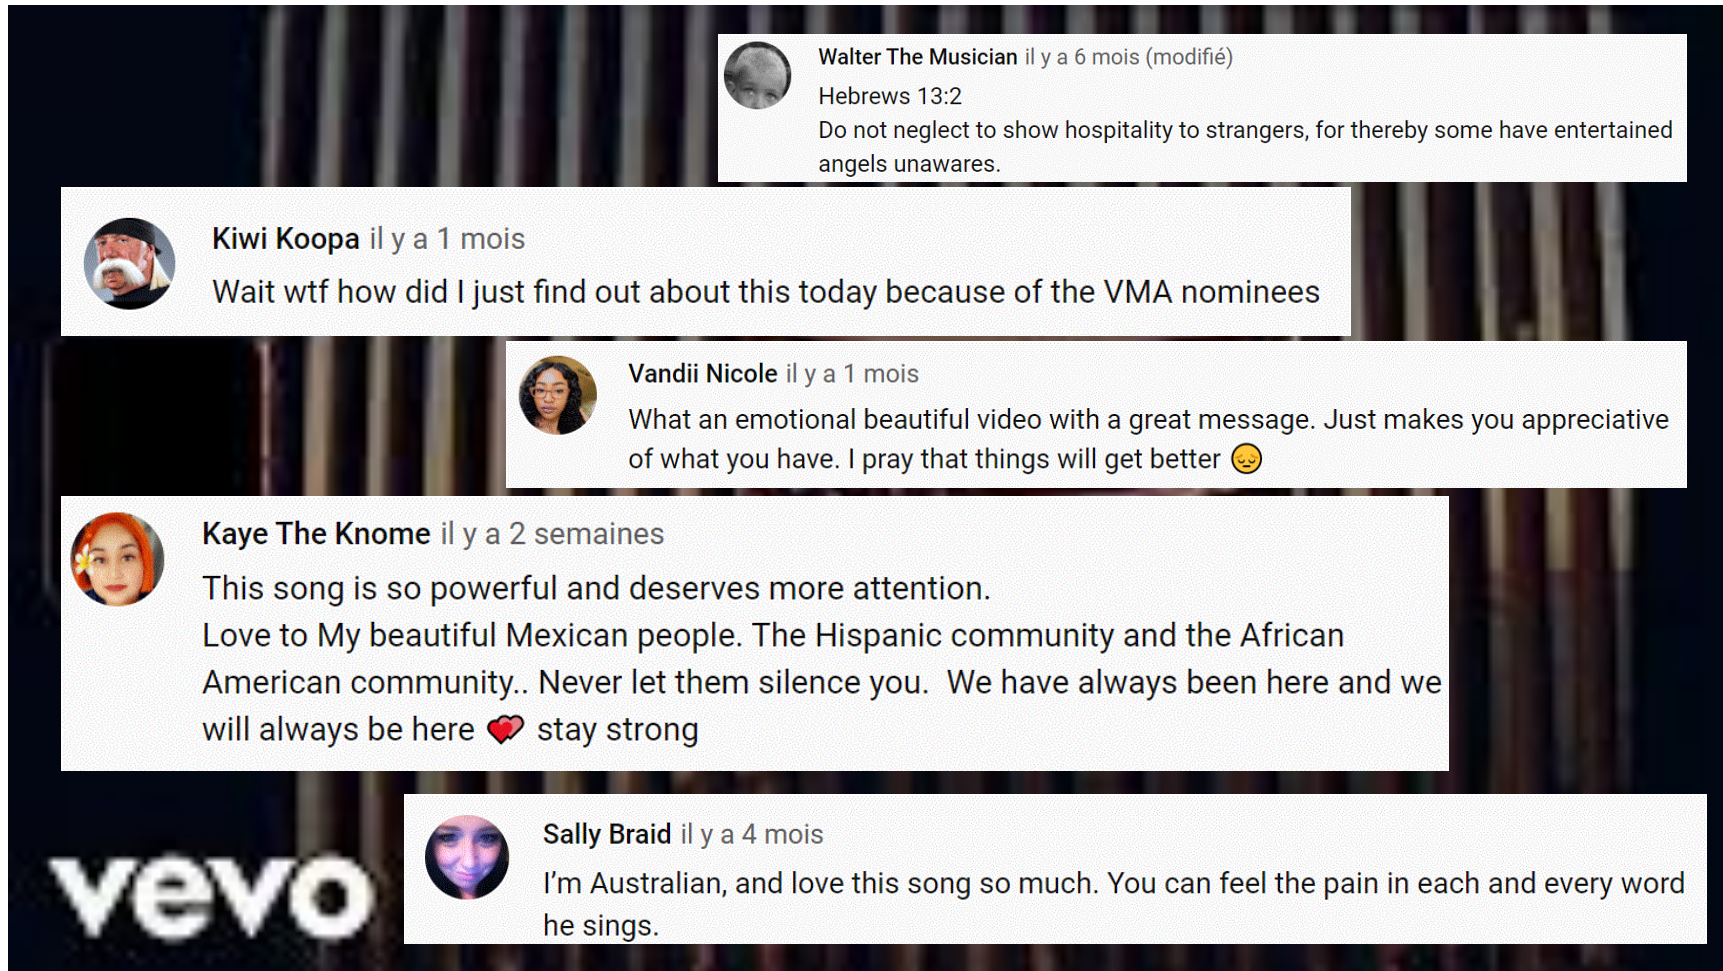 Walter The Musician il y a 6 mois (modifié)
Hebrews 13:2
Do not neglect to show hospitality to strangers, for thereby some have entertained
angels unawares.
Kiwi Koopa il y a 1 mois
Wait wtf how did I just find out about this today because of the VMA nominees
Vandii Nicole il y a 1 mois
What an emotional beautiful video with a great message. Just makes you appreciative
of what you have. I pray that things will get better 😔
Kaye The Knome il y a 2 semaines
This song is so powerful and deserves more attention.
Love to My beautiful Mexican people. The Hispanic community and the African
American community.. Never let them silence you.  We have always been here and we
will always be here 💕 stay strong
Sally Braid il y a 4 mois
I’m Australian, and love this song so much. You can feel the pain in each and every word
he sings.
vevo